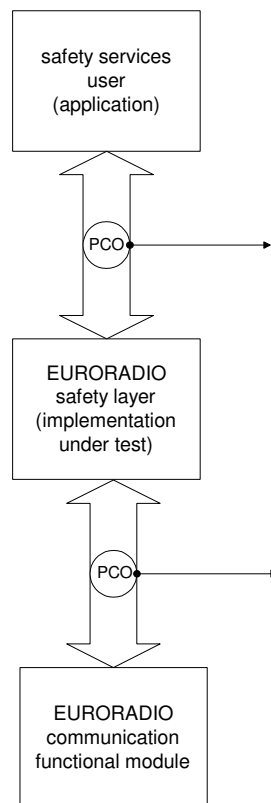 safety services
user
(application)
PCO
EURORADIO
safety layer
(implementation
under test)
PCO
EURORADIO
communication
functional module